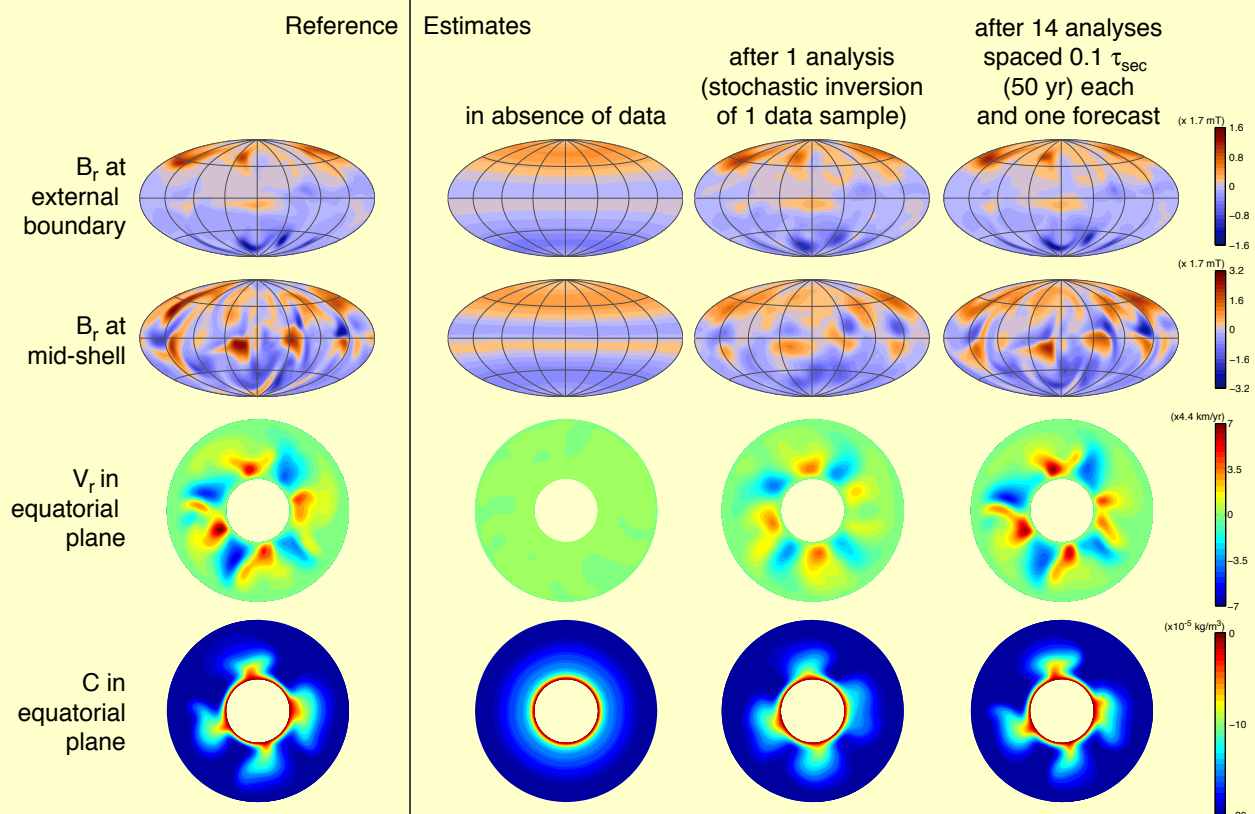 Reference
Estimates
in absence of data
after 1 analysis
(stochastic inversion
of 1 data sample)
after 14 analyses
spaced 0.1 τsec
(50 yr) each
and one forecast
Br at
external
boundary
(x 1.7 mT)
1.6
0.8
0
−0.8
−1.6
Br at
mid-shell
(x 1.7 mT)
3.2
1.6
0
−1.6
−3.2
Vr in
equatorial
plane
(x4.4 km/yr)
7
3.5
0
−3.5
−7
C in
equatorial
plane
(x10-5 kg/m3)
0
−10